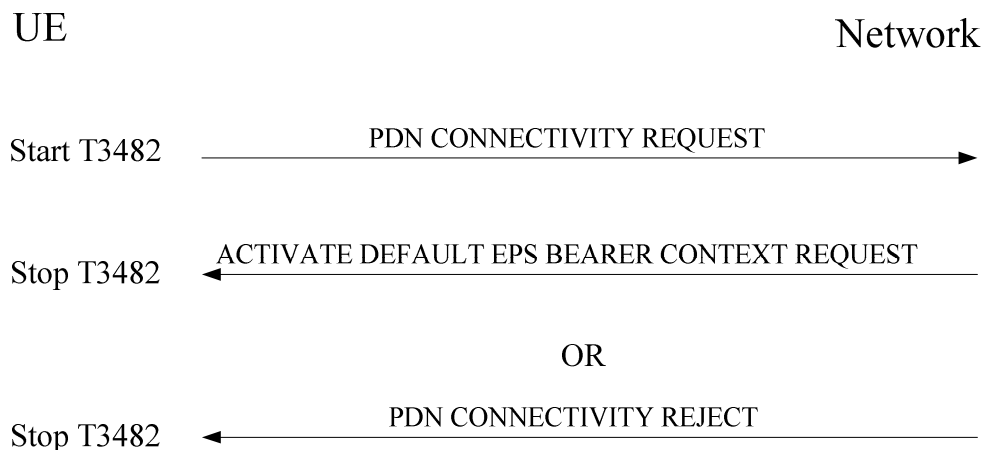 UE
Network
Start T3482
PDN CONNECTIVITY REQUEST
Stop T3482
ACTIVATE DEFAULT EPS BEARER CONTEXT REQUEST
OR
Stop T3482
PDN CONNECTIVITY REJECT